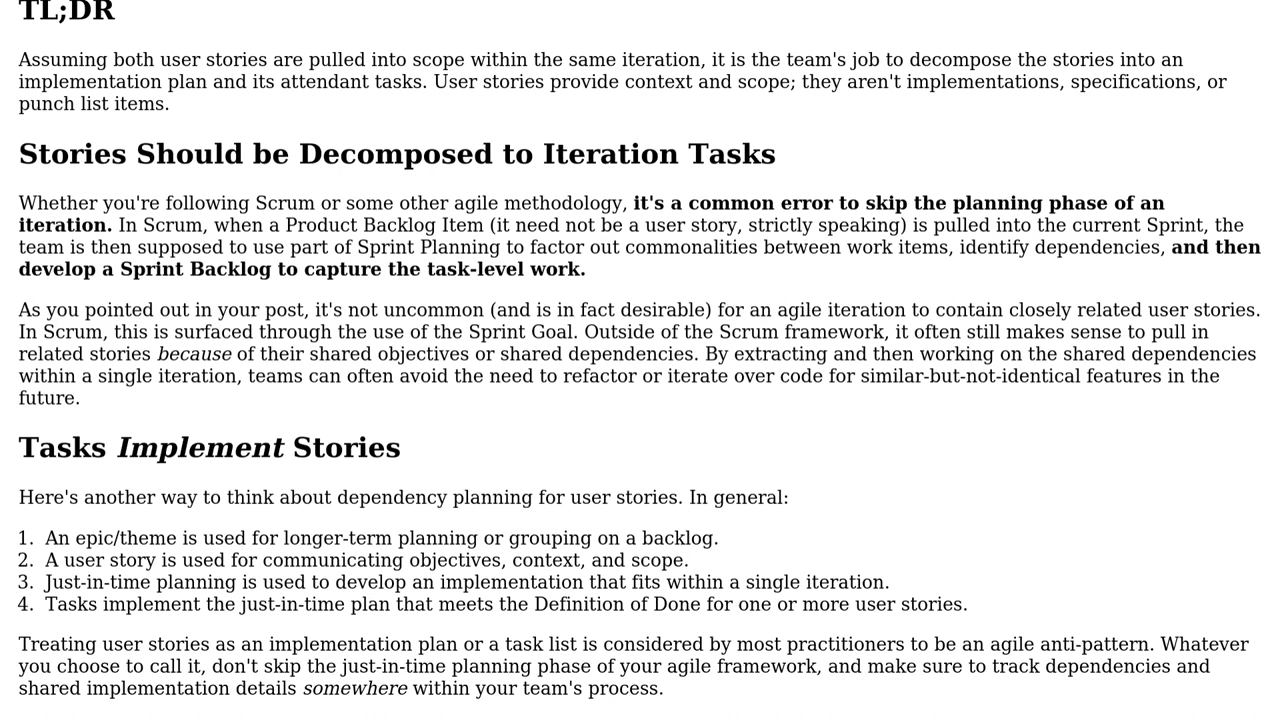 TL;DR
Assuming both user stories are pulled into scope within the same iteration, it is the team's job to decompose the stories into an
implementation plan and its attendant tasks. User stories provide context and scope; they aren't implementations, specifications, or
punch list items.
Stories Should be Decomposed to Iteration Tasks
Whether you're following Scrum or some other agile methodology, it's a common error to skip the planning phase of an
iteration. In Scrum, when a Product Backlog Item (it need not be a user story, strictly speaking) is pulled into the current Sprint, the
team is then supposed to use part of Sprint Planning to factor out commonalities between work items, identify dependencies, and then
develop a Sprint Backlog to capture the task-level work.
As you pointed out in your post, it's not uncommon (and is in fact desirable) for an agile iteration to contain closely related user stories.
In Scrum, this is surfaced through the use of the Sprint Goal. Outside of the Scrum framework, it often still makes sense to pull in
related stories because of their shared objectives or shared dependencies. By extracting and then working on the shared dependencies
within a single iteration, teams can often avoid the need to refactor or iterate over code for similar-but-not-identical features in the
future.
Tasks Implement Stories
Here's another way to think about dependency planning for user stories. In general:
1. An epic/theme is used for longer-term planning or grouping on a backlog.
2. A user story is used for communicating objectives, context, and scope.
3. Just-in-time planning is used to develop an implementation that fits within a single iteration.
4. Tasks implement the just-in-time plan that meets the Definition of Done for one or more user stories.
Treating user stories as an implementation plan or a task list is considered by most practitioners to be an agile anti-pattern. Whatever
you choose to call it, don't skip the just-in-time planning phase of your agile framework, and make sure to track dependencies and
shared implementation details somewhere within your team's process.